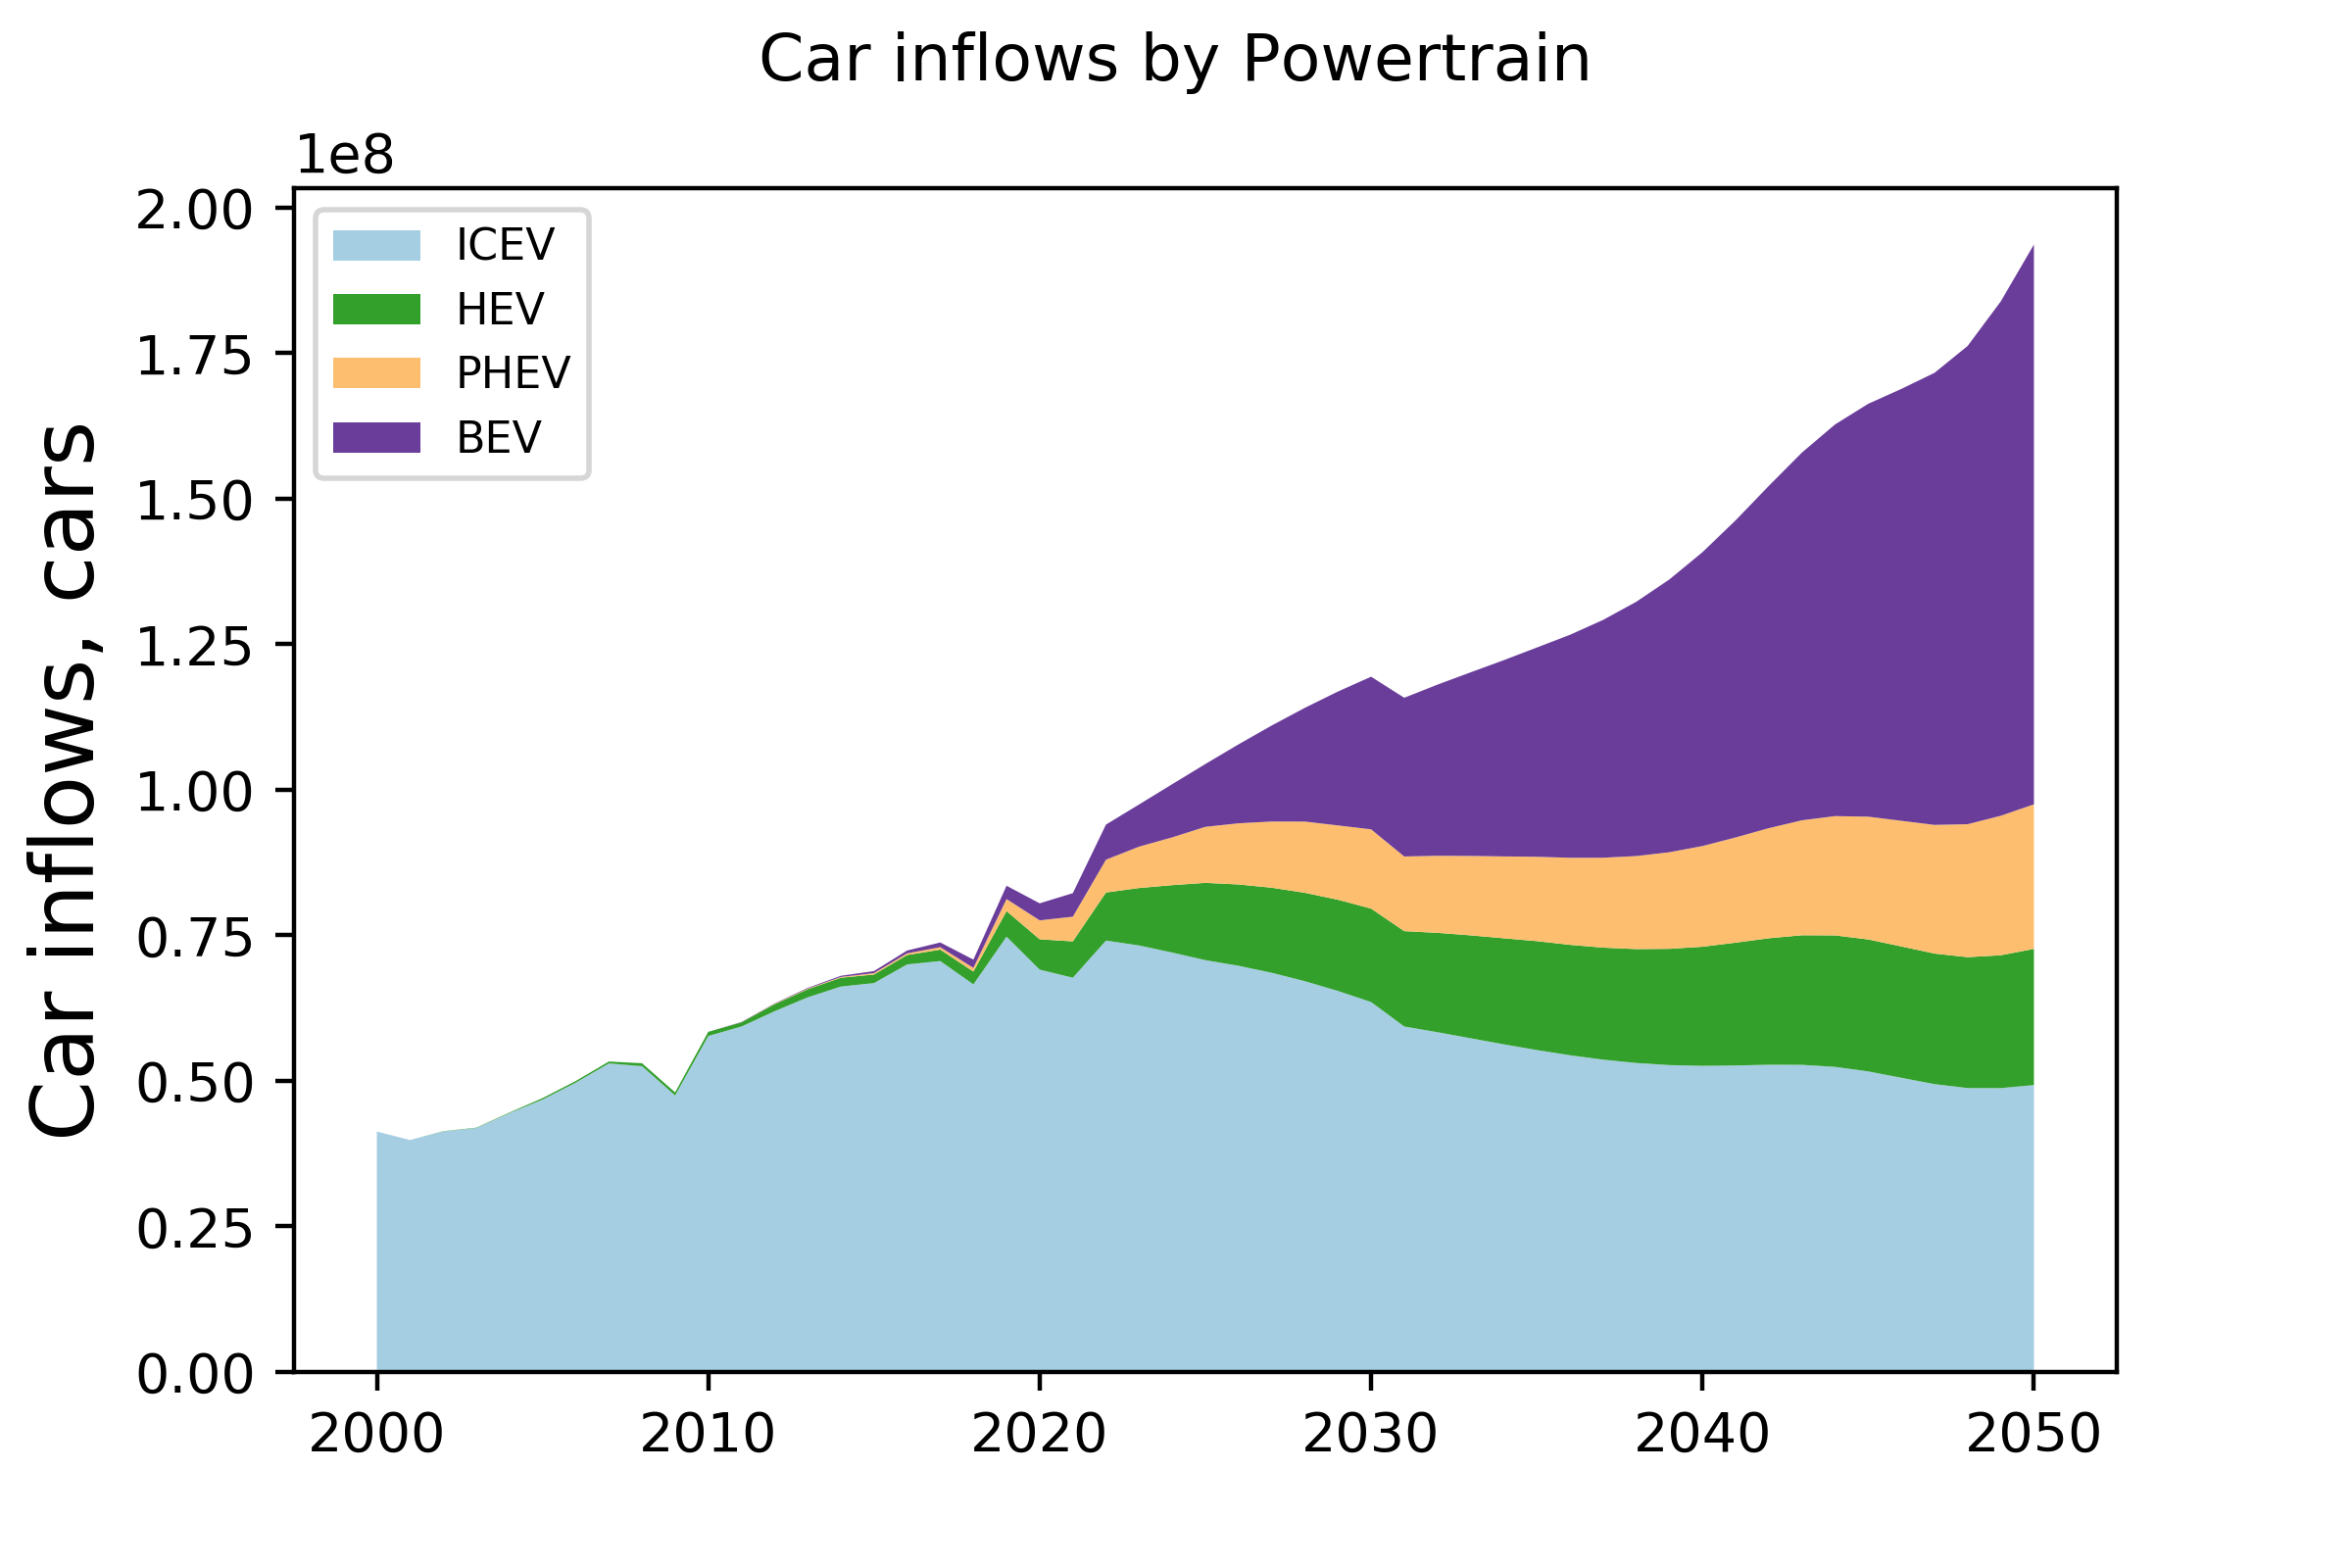 Car inflows by Powertrain
1e8
2.00
1.75
1.50
1.25
1.00
0.75
0.50
0.25
0.00
Car inflows, cars
ICEV
HEV
PHEV
BEV
2000 2010 2020 2030 2040 2050